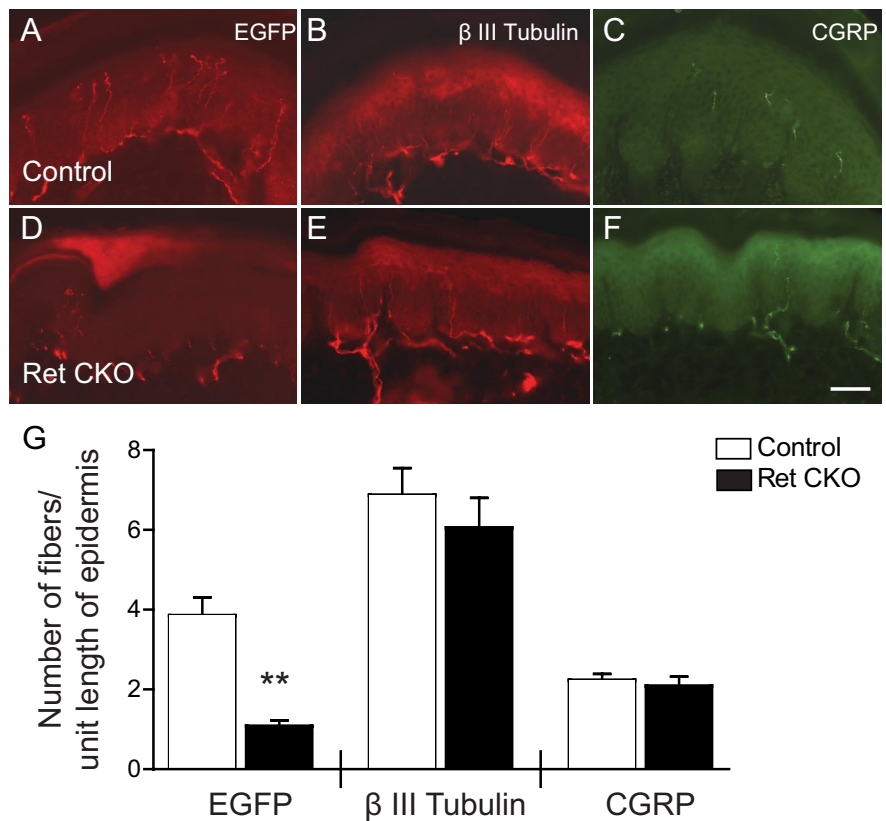 A
EGFP
B
β III Tubulin
C
CGRP
Control
D
E
F
Ret CKO
G
Number of fibers/
unit length of epidermis
8
6
4
2
0
**
Control
Ret CKO
EGFP
β III Tubulin
CGRP